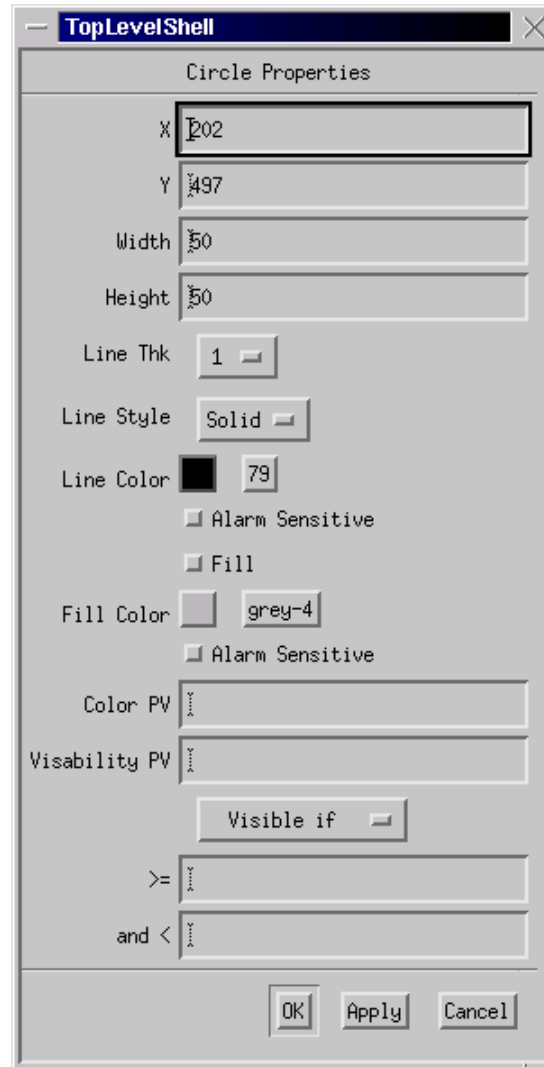 TopLevelShell
Circle Properties
X 202
Y 497
Width 50
Height 50
Line Thk 1
Line Style Solid
Line Color 79
Alarm Sensitive
Fill
Fill Color grey-4
Alarm Sensitive
Color PV
Visability PV
Visible if
>=
and <
OK Apply Cancel